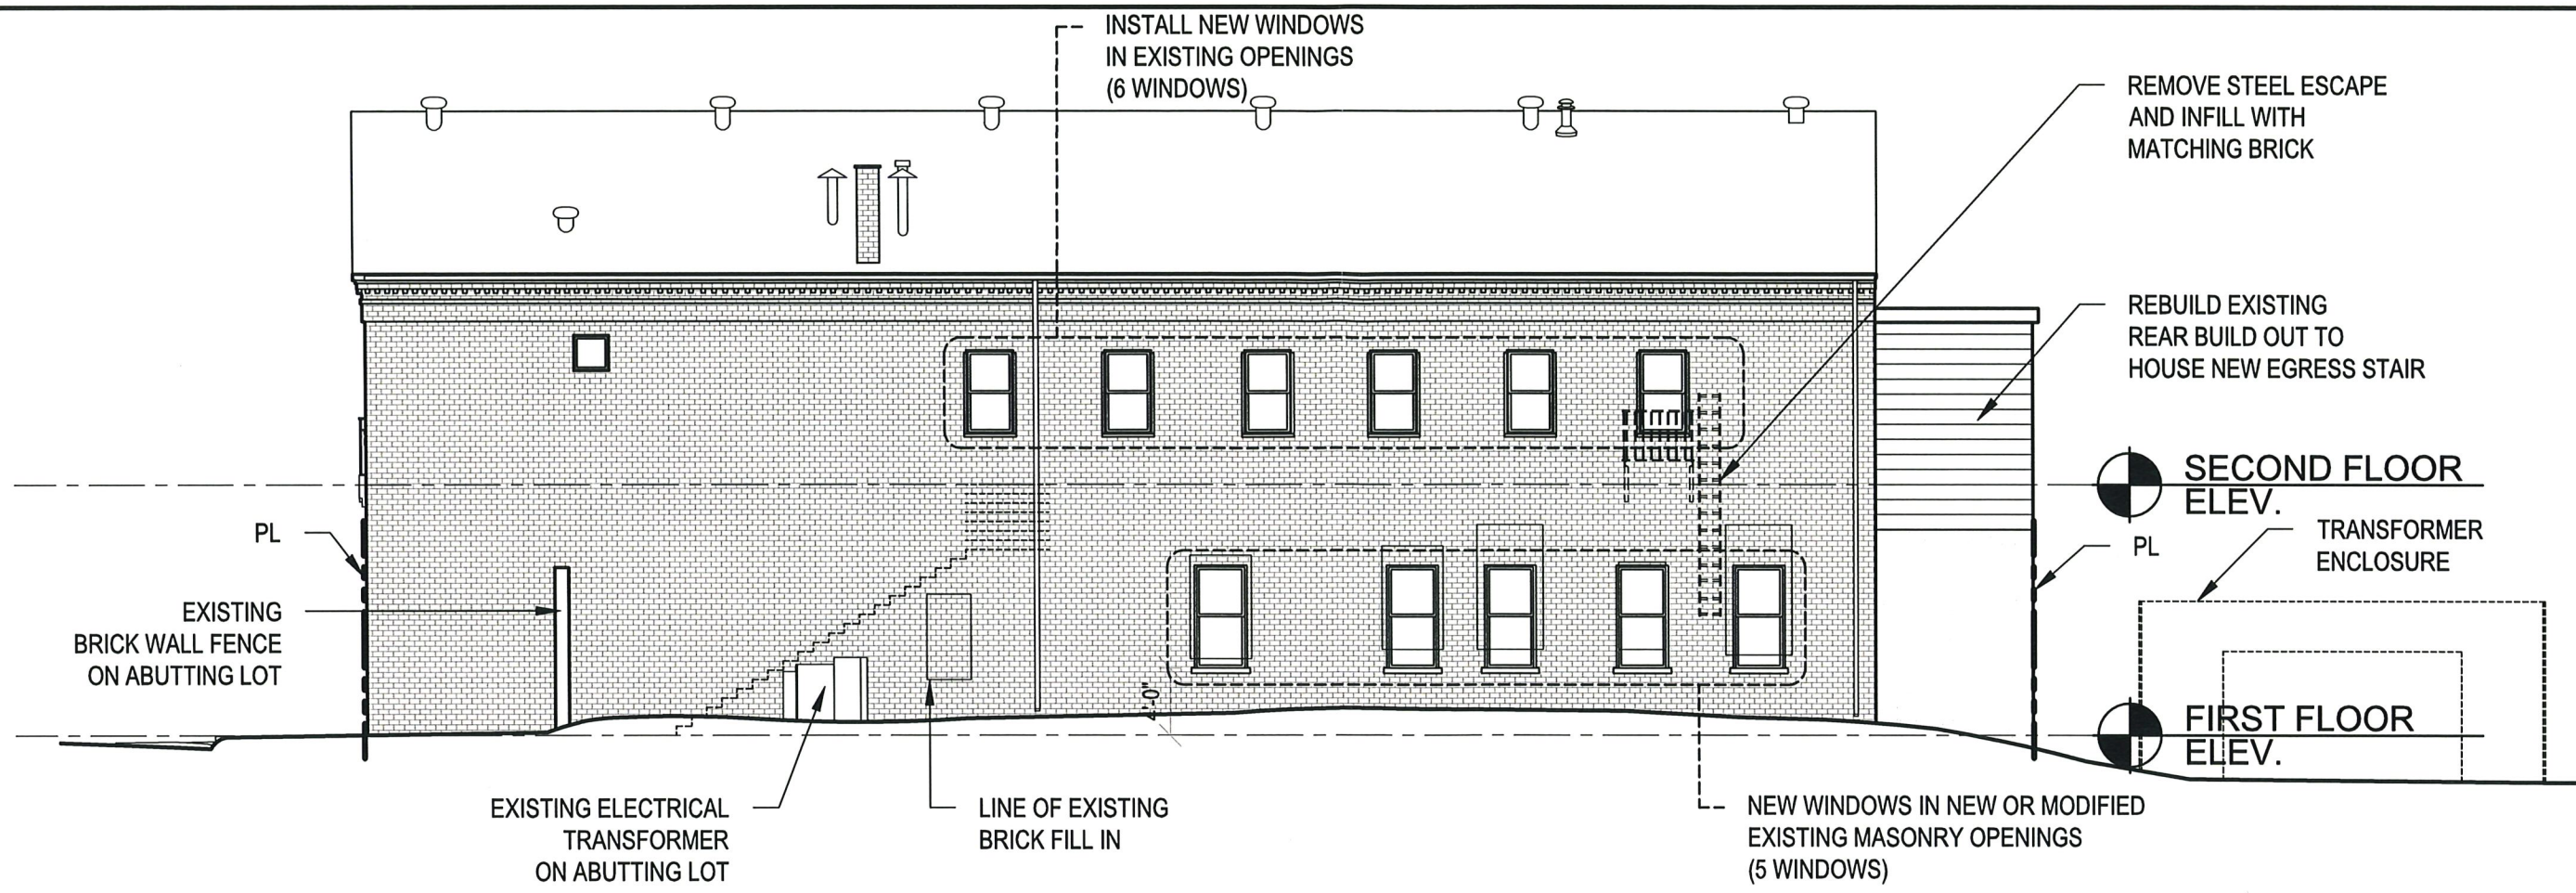 INSTALL NEW WINDOWS
IN EXISTING OPENINGS
(6 WINDOWS)
REMOVE STEEL ESCAPE
AND INFILL WITH
MATCHING BRICK
REBUILD EXISTING
REAR BUILD OUT TO
HOUSE NEW EGRESS STAIR
SECOND FLOOR
ELEV.
PL
TRANSFORMER
ENCLOSURE
PL
EXISTING
BRICK WALL FENCE
ON ABUTTING LOT
4'-0"
FIRST FLOOR
ELEV.
EXISTING ELECTRICAL
TRANSFORMER
ON ABUTTING LOT
LINE OF EXISTING
BRICK FILL IN
NEW WINDOWS IN NEW OR MODIFIED
EXISTING MASONRY OPENINGS
(5 WINDOWS)